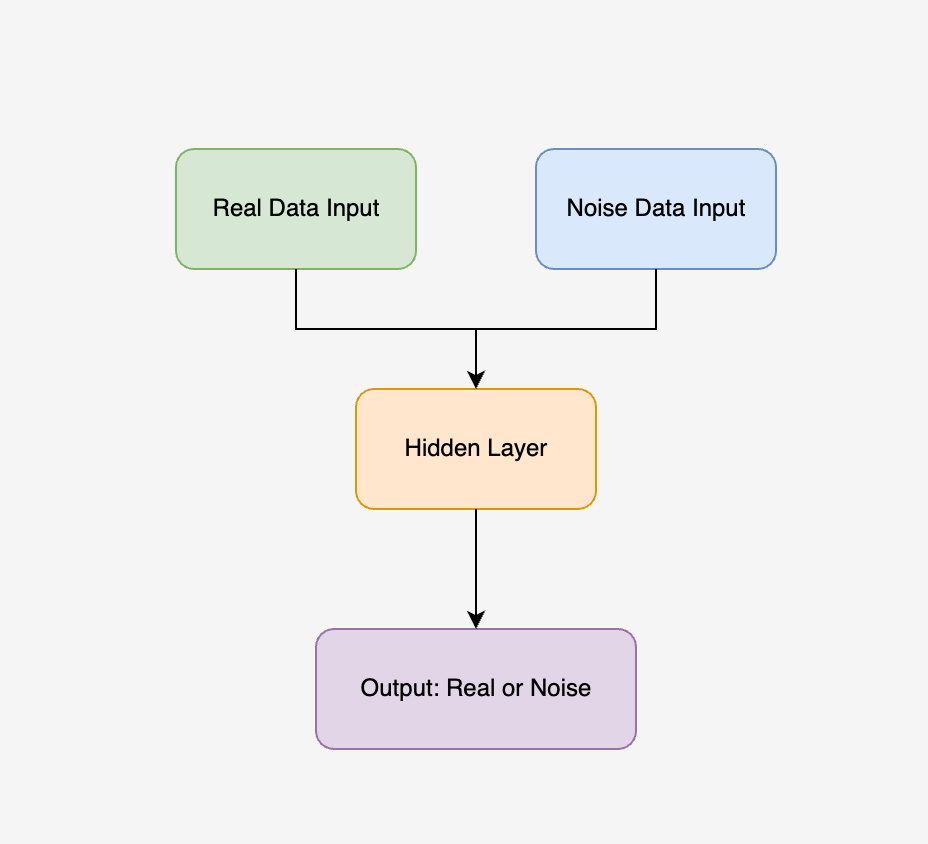 Real Data Input
Noise Data Input
Hidden Layer
Output: Real or Noise